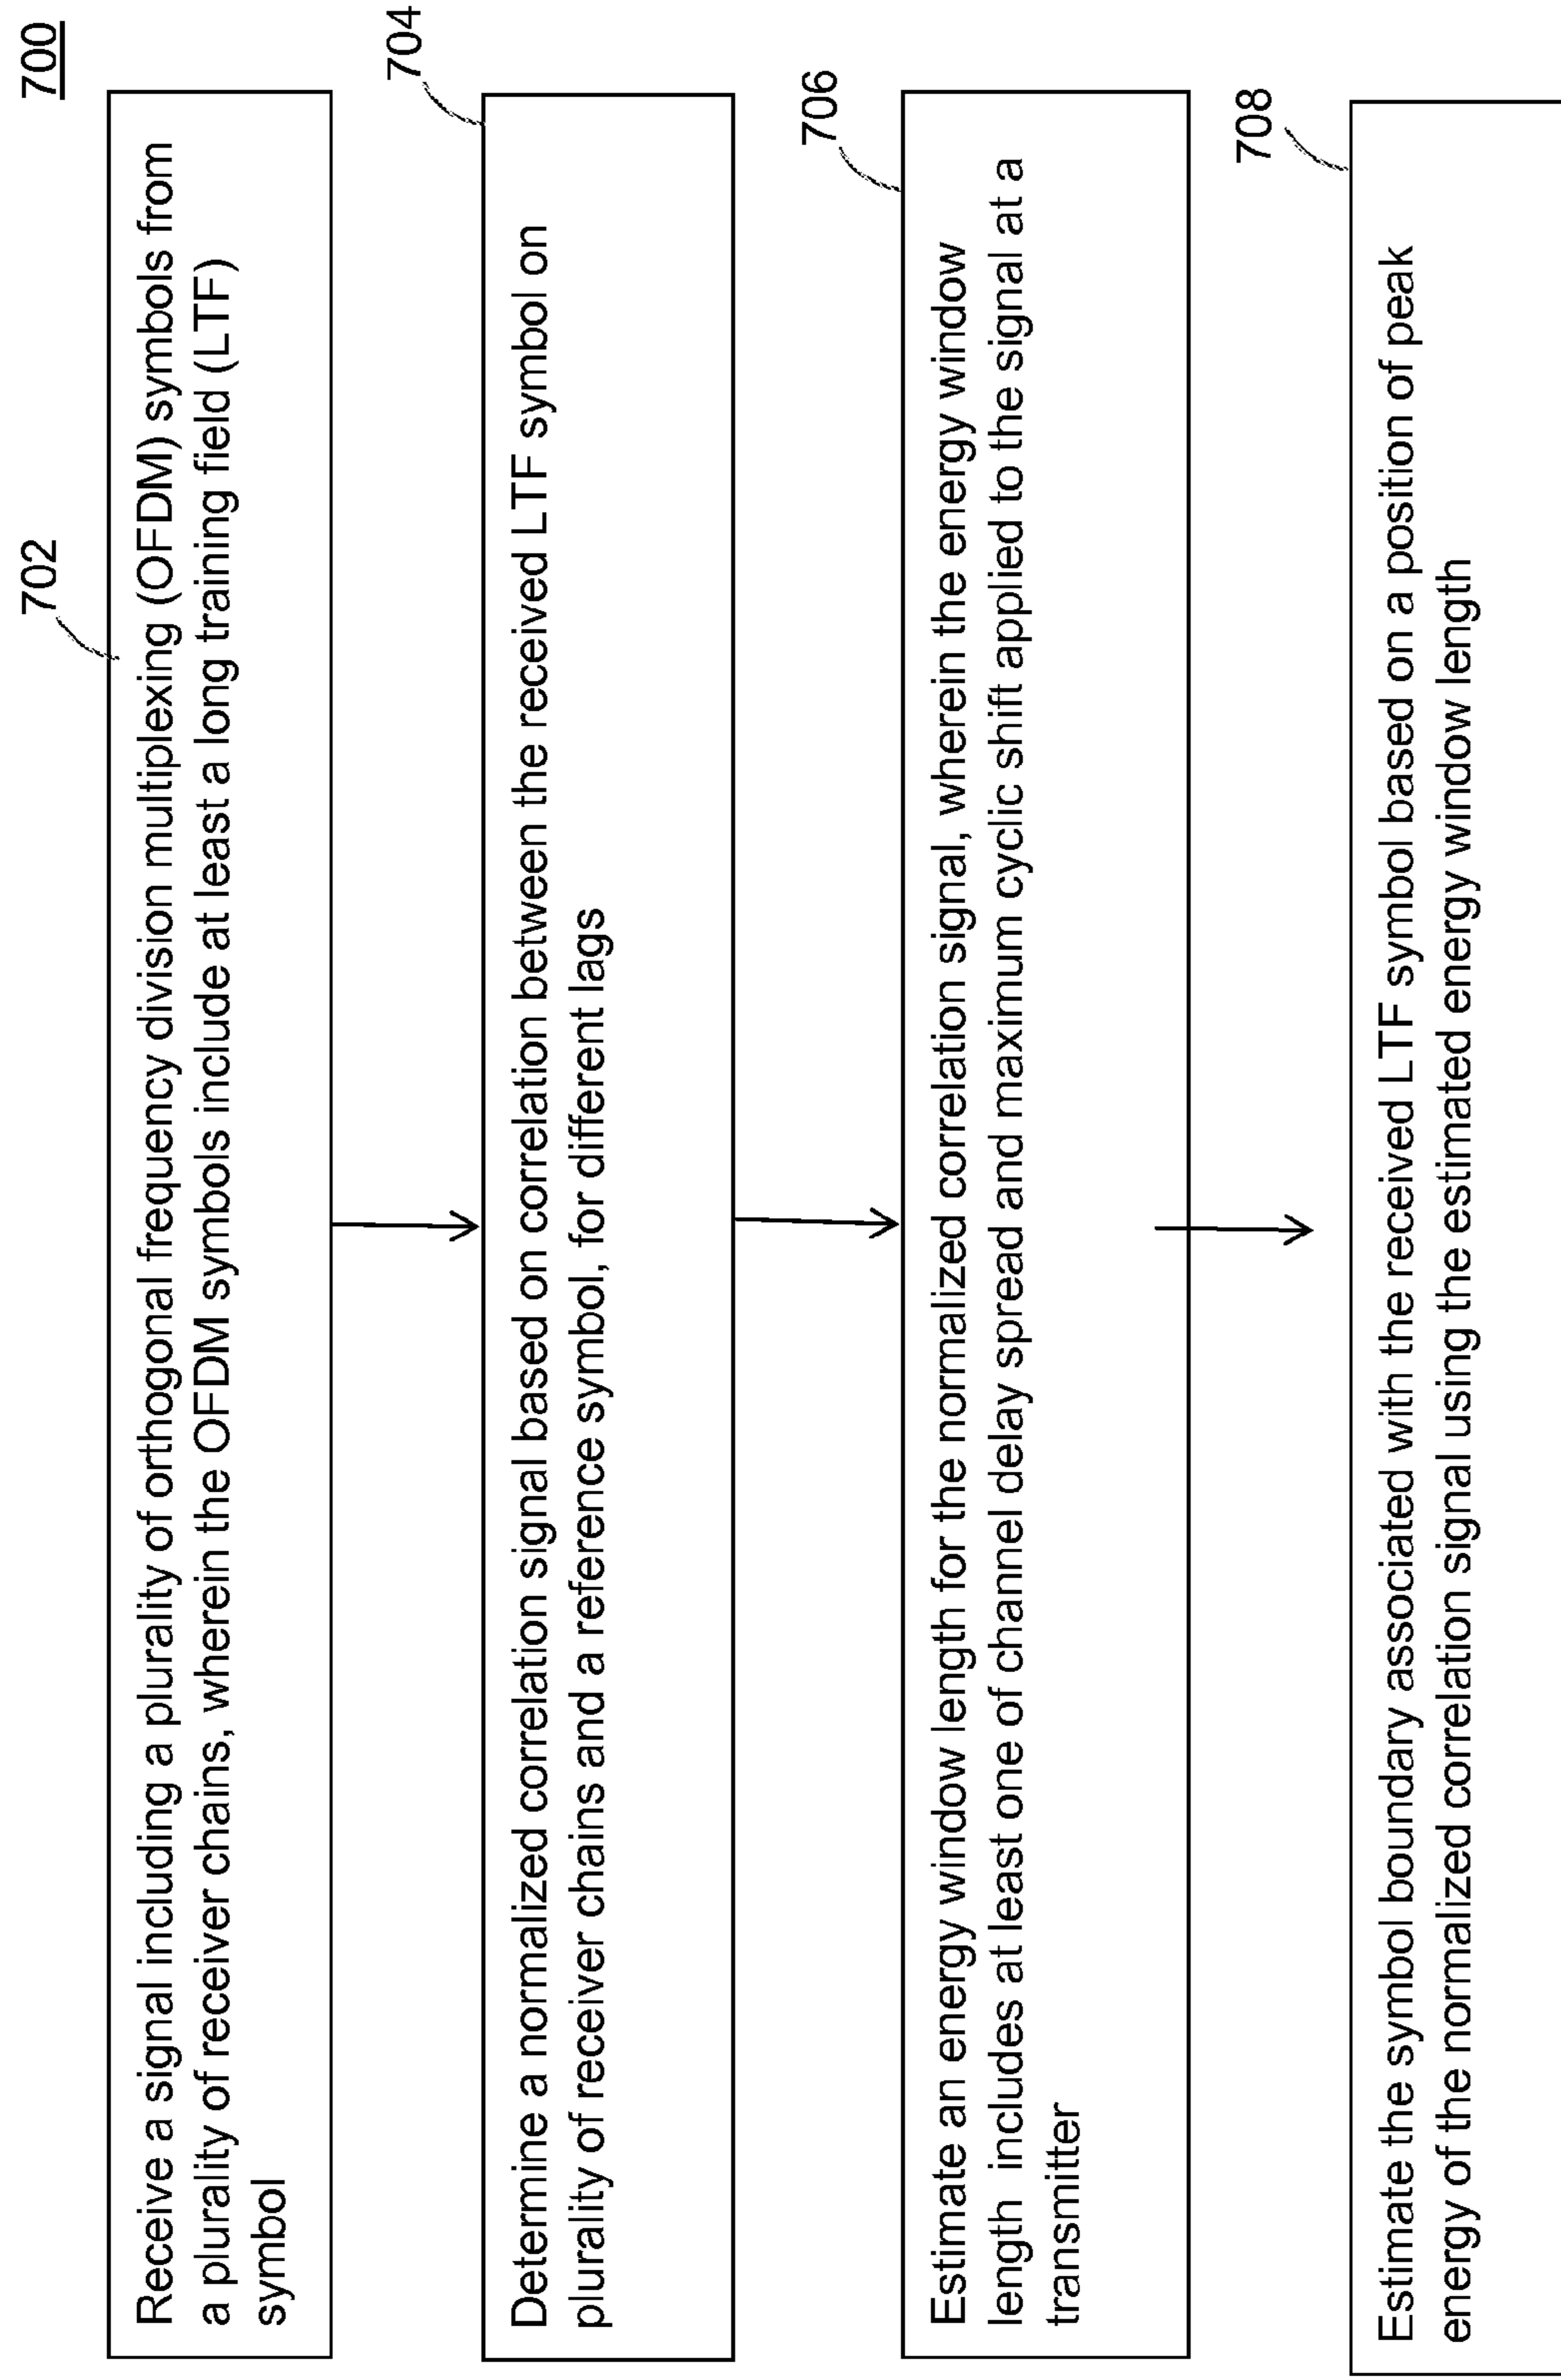 700
702
Receive a signal including a plurality of orthogonal frequency division multiplexing (OFDM) symbols from
a plurality of receiver chains, wherein the OFDM symbols include at least a long training field (LTF)
symbol
704
Determine a normalized correlation signal based on correlation between the received LTF symbol on
plurality of receiver chains and a reference symbol, for different lags
706
Estimate an energy window length for the normalized correlation signal, wherein the energy window
length includes at least one of channel delay spread and maximum cyclic shift applied to the signal at a
transmitter
708
Estimate the symbol boundary associated with the received LTF symbol based on a position of peak
energy of the normalized correlation signal using the estimated energy window length